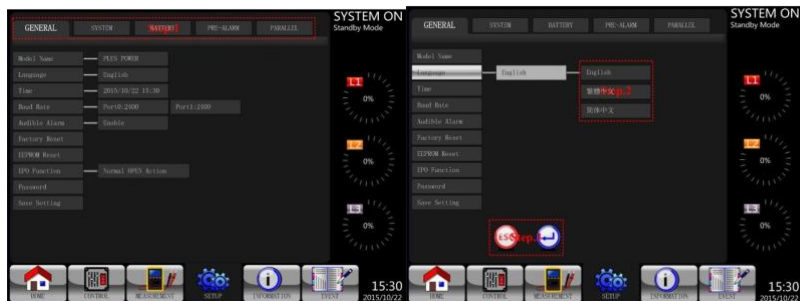 SYSTEM ON
Standby Mode
GENERAL SYSTEM BATTERY PRE-ALARM PARALLEL
Step.1
Model Name PLUS POWER
Language English
Time 2015/10/22 15:30
Baud Rate Port0:2400 Port1:2400
Audible Alarm Enable
Factory Reset
EEPROM Reset
EPO Function Normal OPEN Action
Password
Save Setting
L1
0%
L2
0%
L3
0%
HOME CONTROL MEASUREMENT SETUP INFORMATION EVENT
15:30
2015/10/22
SYSTEM ON
Standby Mode
GENERAL SYSTEM BATTERY PRE-ALARM PARALLEL
Model Name
Language English English
Time 繁體中文
Step.2
Baud Rate 简体中文
Audible Alarm
Factory Reset
EEPROM Reset
EPO Function
Password
Save Setting
ESC
L1
0%
L2
0%
L3
0%
HOME CONTROL MEASUREMENT SETUP INFORMATION EVENT
15:30
2015/10/22